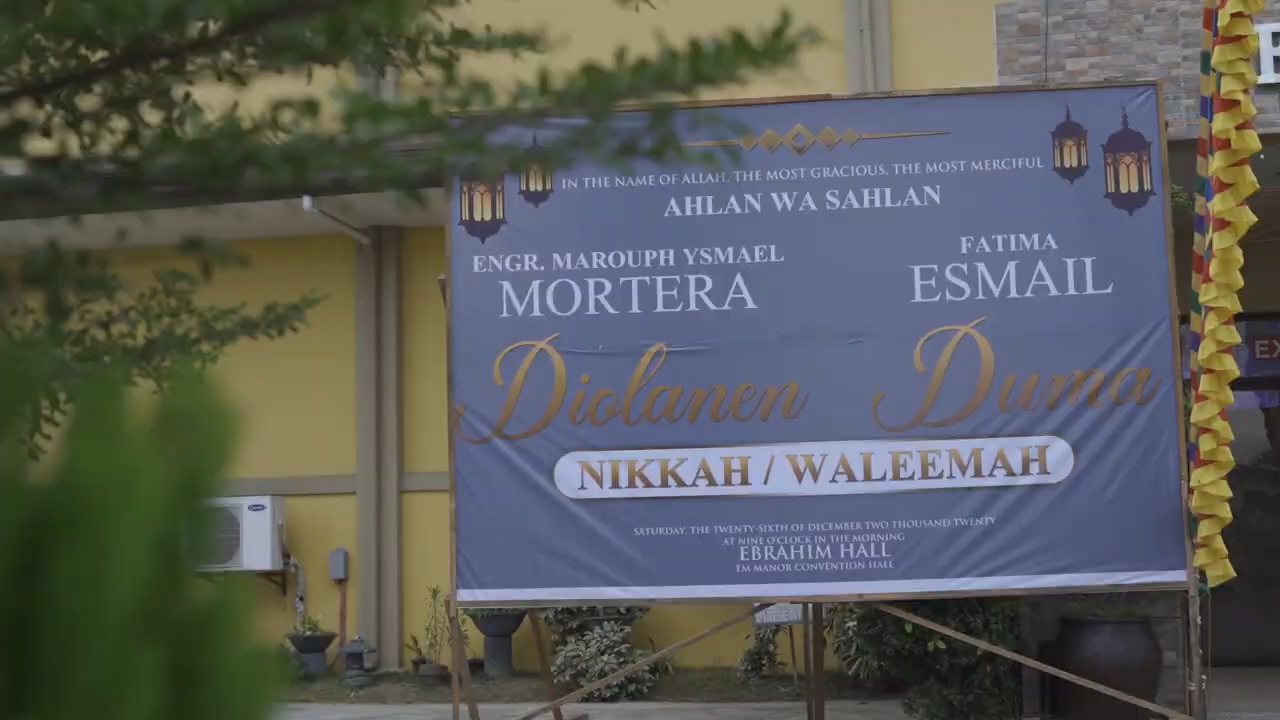 IN THE NAME OF ALLAH, THE MOST GRACIOUS, THE MOST MERCIFUL
AHLAN WA SAHLAN
ENGR. MAROUPH YSMAEL
MORTERA
FATIMA
ESMAIL
Diolanen Duma
NIKKAH / WALEEMAH
SATURDAY, THE TWENTY-SIXTH OF DECEMBER TWO THOUSAND TWENTY
AT NINE O'CLOCK IN THE MORNING
EBRAHIM HALL
EM MANOR CONVENTION HALL